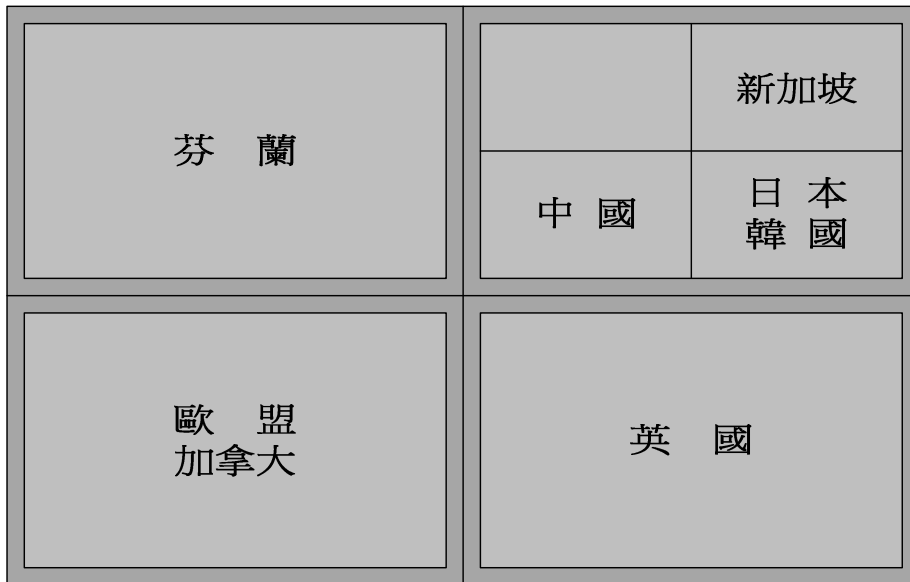 芬 蘭
新加坡
中 國
日 本
韓 國
歐 盟
加拿大
英 國